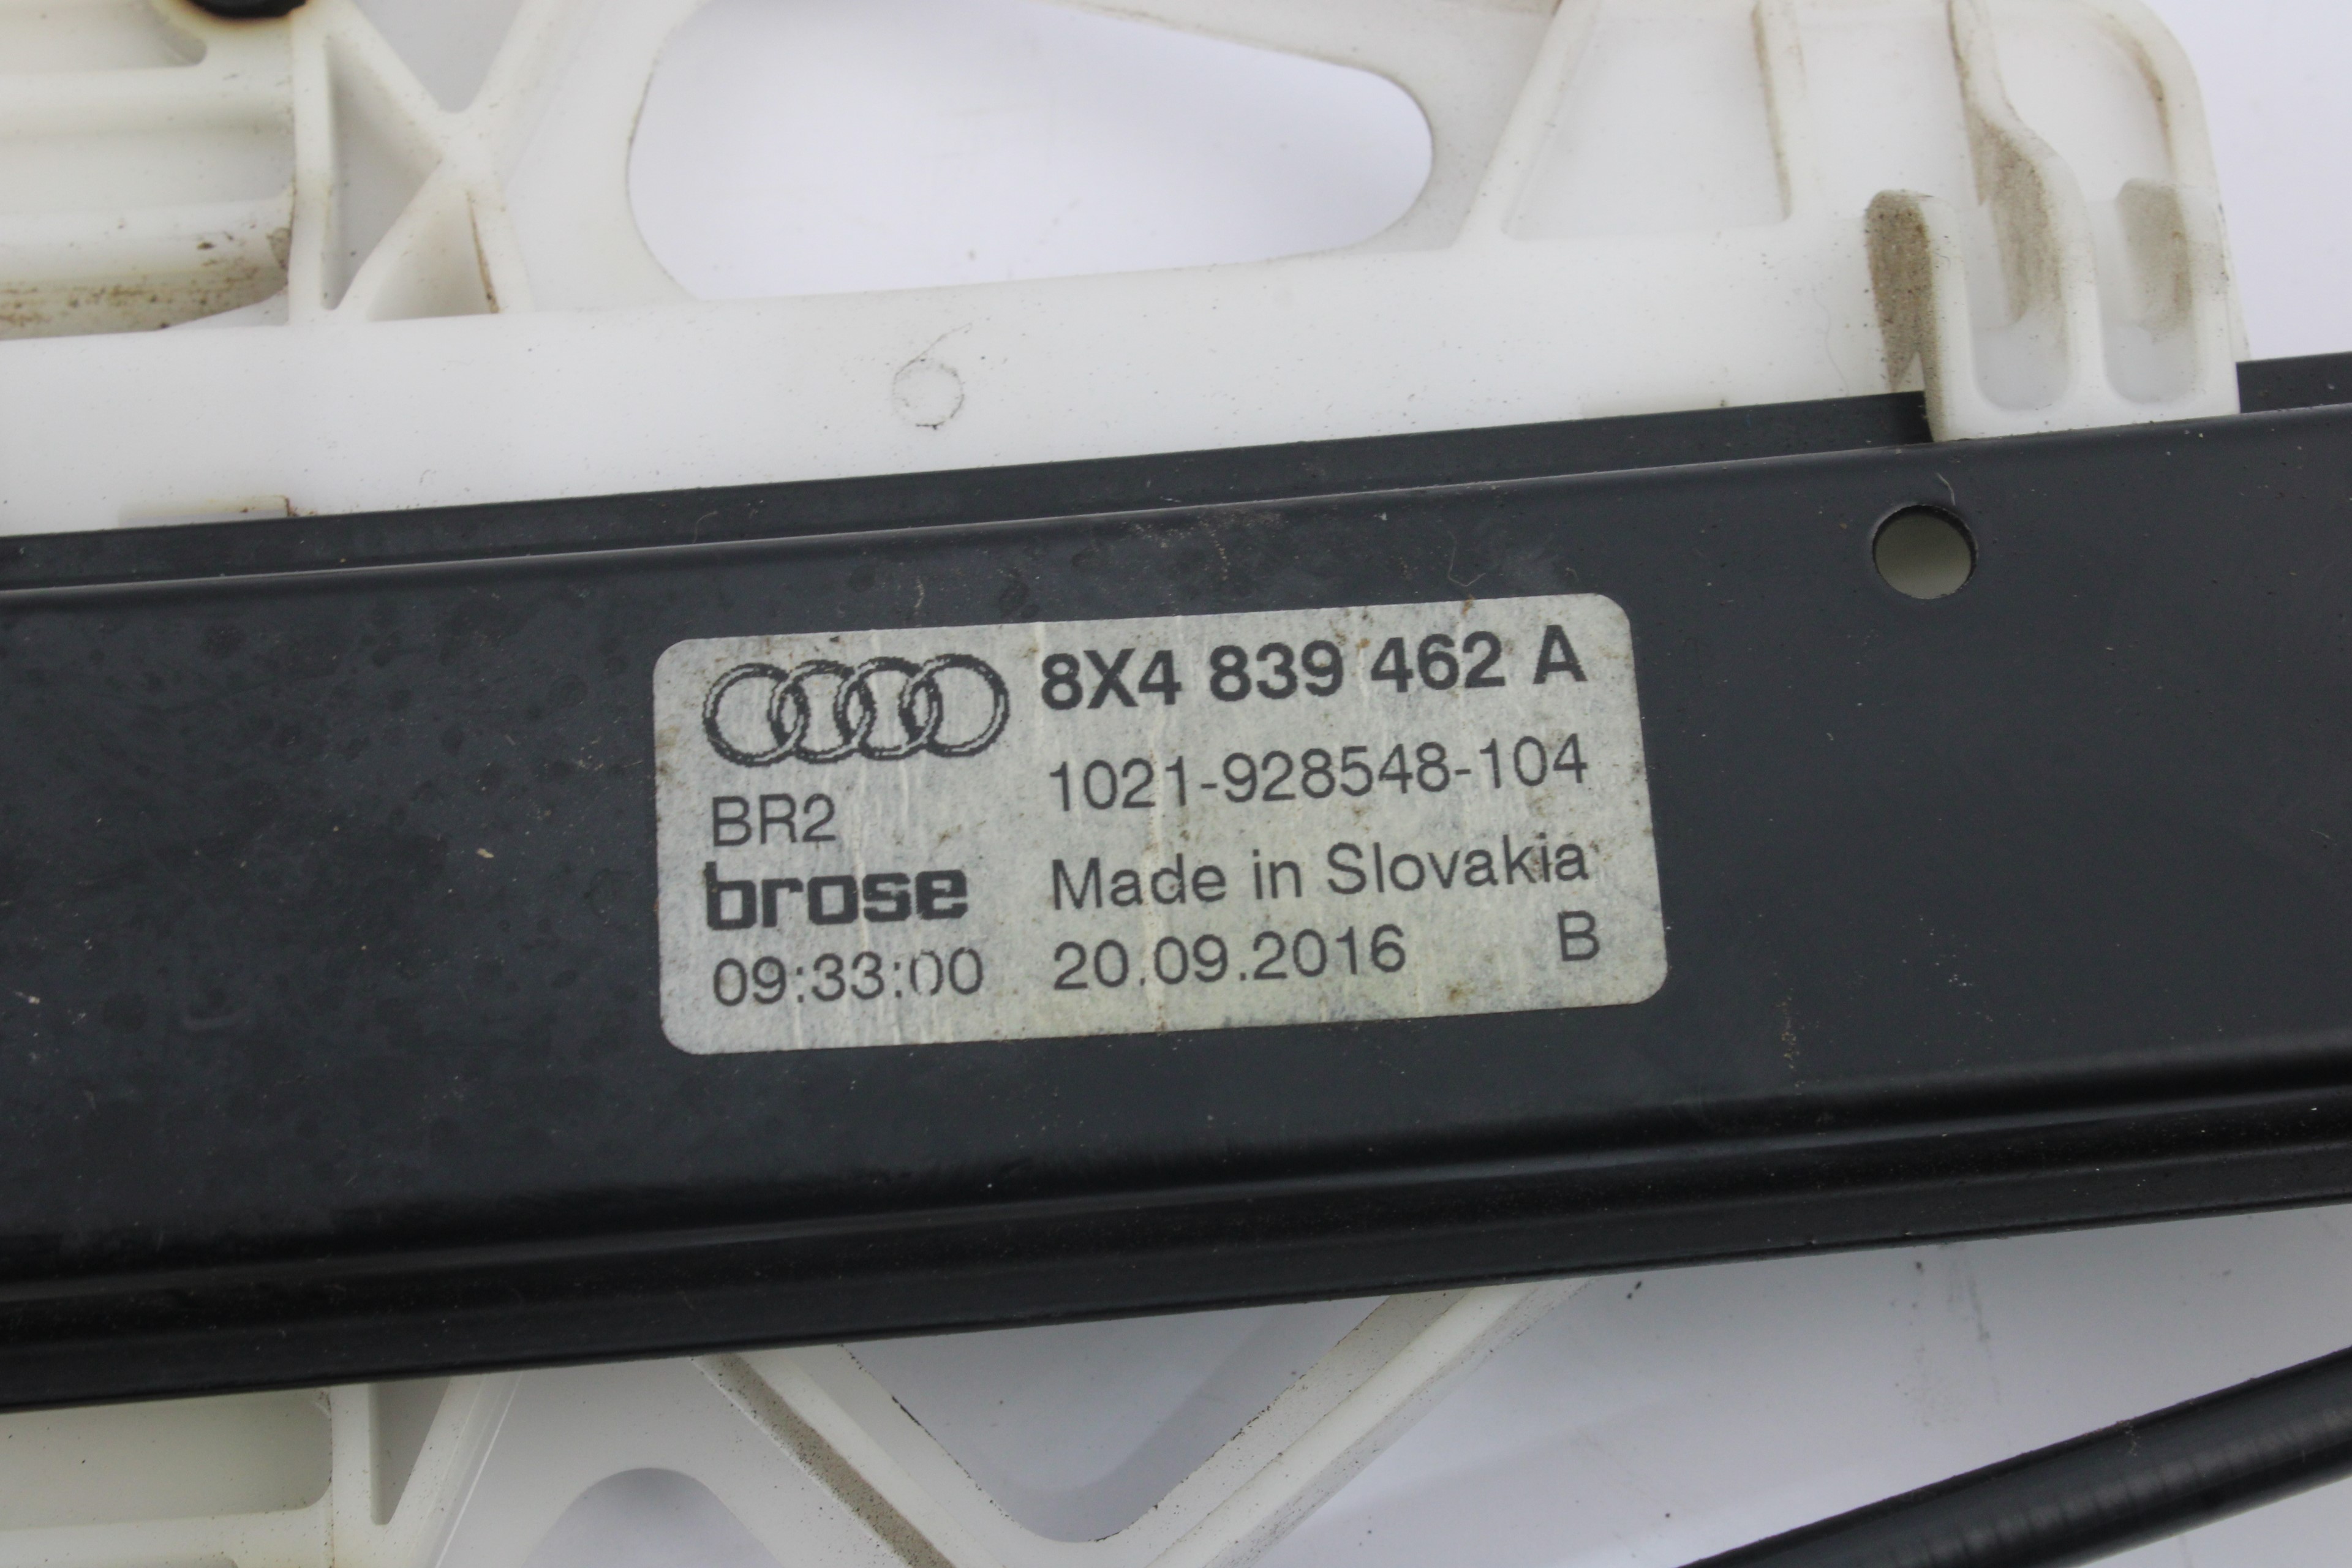 8X4 839 462 A
1021-928548-104
BR2
brose Made in Slovakia
09:33:00 20.09.2016 B